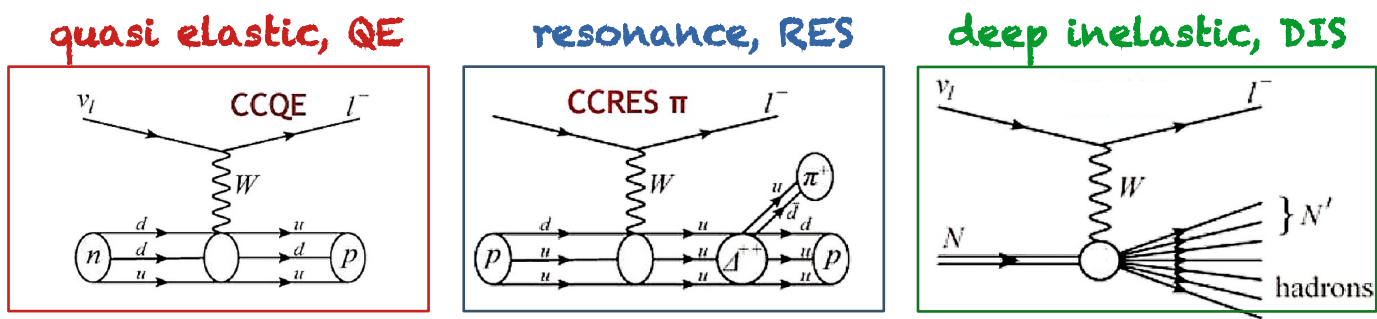 quasi elastic, QE
ν_l CCQE l⁻
W
d u
n d d p
u u
resonance, RES
CCRES π
W u π⁺
d̄
d u d
p u u Δ⁺⁺ u p
u u u
deep inelastic, DIS
ν_l l⁻
W
N } N′
hadrons